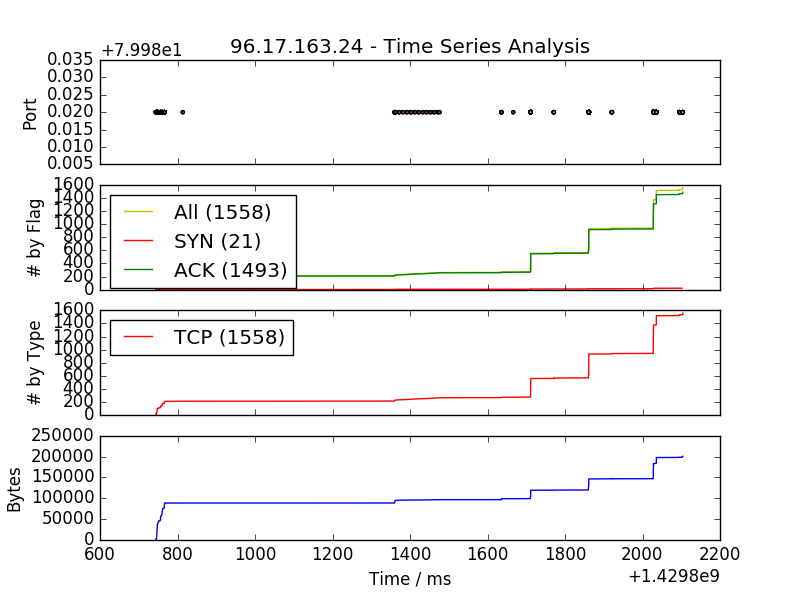 +7.998e1
96.17.163.24 - Time Series Analysis
0.035
0.030
0.025
0.020
0.015
0.010
0.005
Port
1600
1400
1200
1000
800
600
400
200
0
# by Flag
All (1558)
SYN (21)
ACK (1493)
1600
1400
1200
1000
800
600
400
200
0
# by Type
TCP (1558)
250000
200000
150000
100000
50000
0
Bytes
600 800 1000 1200 1400 1600 1800 2000 2200
Time / ms
+1.4298e9